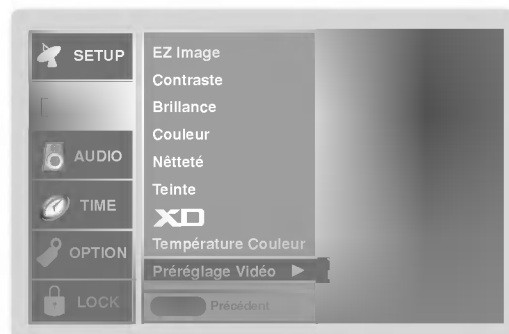 SETUP
AUDIO
TIME
OPTION
LOCK
EZ Image
Contraste
Brillance
Couleur
Nêtteté
Teinte
XD
Température Couleur
Préréglage Vidéo ►
Précédent